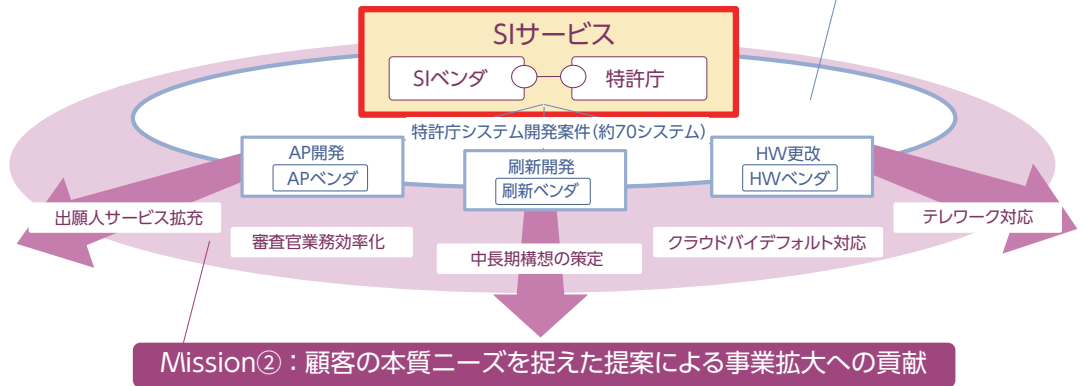 SIサービス
SIベンダ
特許庁
特許庁システム開発案件(約70システム)
AP開発
APベンダ
刷新開発
刷新ベンダ
HW更改
HWベンダ
出願人サービス拡充
審査官業務効率化
中長期構想の策定
クラウドバイデフォルト対応
テレワーク対応
Mission②：顧客の本質ニーズを捉えた提案による事業拡大への貢献